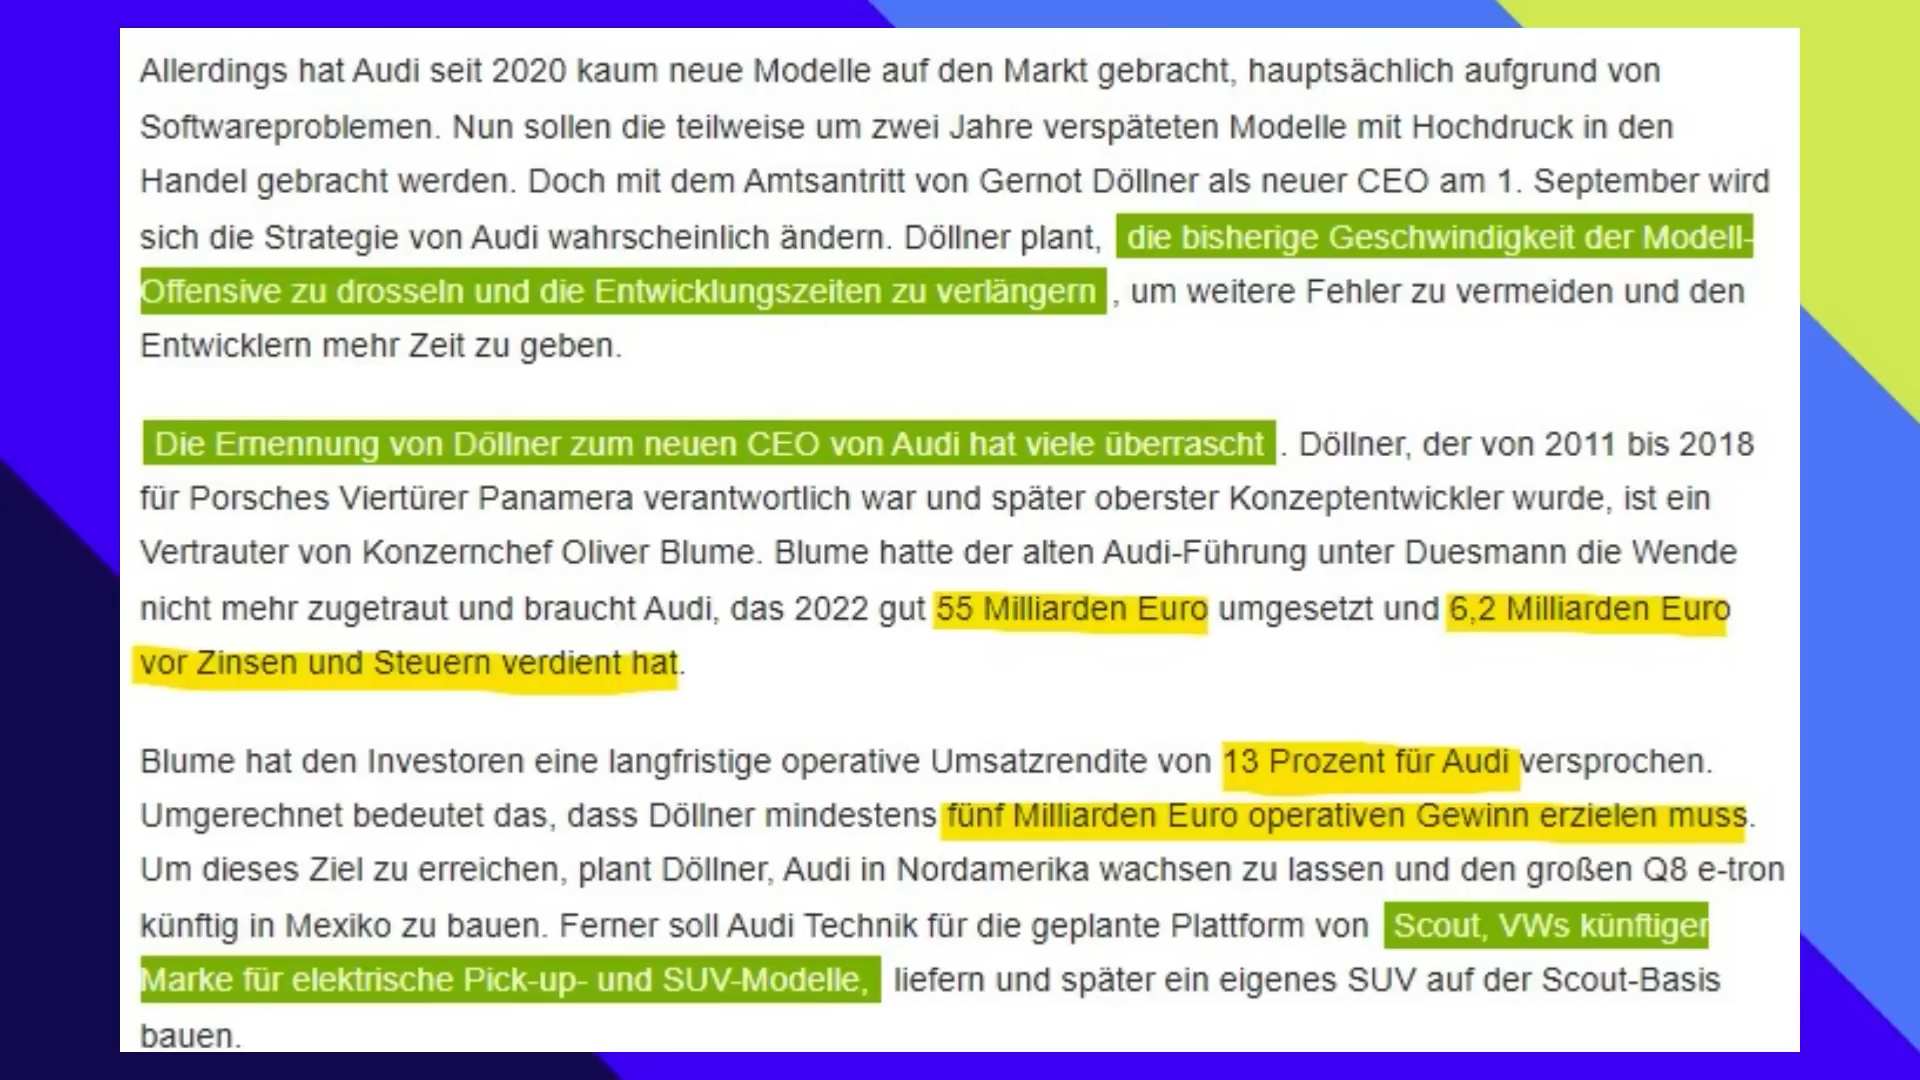 Allerdings hat Audi seit 2020 kaum neue Modelle auf den Markt gebracht, hauptsächlich aufgrund von
Softwareproblemen. Nun sollen die teilweise um zwei Jahre verspäteten Modelle mit Hochdruck in den
Handel gebracht werden. Doch mit dem Amtsantritt von Gernot Döllner als neuer CEO am 1. September wird
sich die Strategie von Audi wahrscheinlich ändern. Döllner plant, die bisherige Geschwindigkeit der Modell-
Offensive zu drosseln und die Entwicklungszeiten zu verlängern , um weitere Fehler zu vermeiden und den
Entwicklern mehr Zeit zu geben.
Die Ernennung von Döllner zum neuen CEO von Audi hat viele überrascht . Döllner, der von 2011 bis 2018
für Porsches Viertürer Panamera verantwortlich war und später oberster Konzeptentwickler wurde, ist ein
Vertrauter von Konzernchef Oliver Blume. Blume hatte der alten Audi-Führung unter Duesmann die Wende
nicht mehr zugetraut und braucht Audi, das 2022 gut 55 Milliarden Euro umgesetzt und 6,2 Milliarden Euro
vor Zinsen und Steuern verdient hat.
Blume hat den Investoren eine langfristige operative Umsatzrendite von 13 Prozent für Audi versprochen.
Umgerechnet bedeutet das, dass Döllner mindestens fünf Milliarden Euro operativen Gewinn erzielen muss.
Um dieses Ziel zu erreichen, plant Döllner, Audi in Nordamerika wachsen zu lassen und den großen Q8 e-tron
künftig in Mexiko zu bauen. Ferner soll Audi Technik für die geplante Plattform von Scout, VWs künftiger
Marke für elektrische Pick-up- und SUV-Modelle, liefern und später ein eigenes SUV auf der Scout-Basis
bauen.